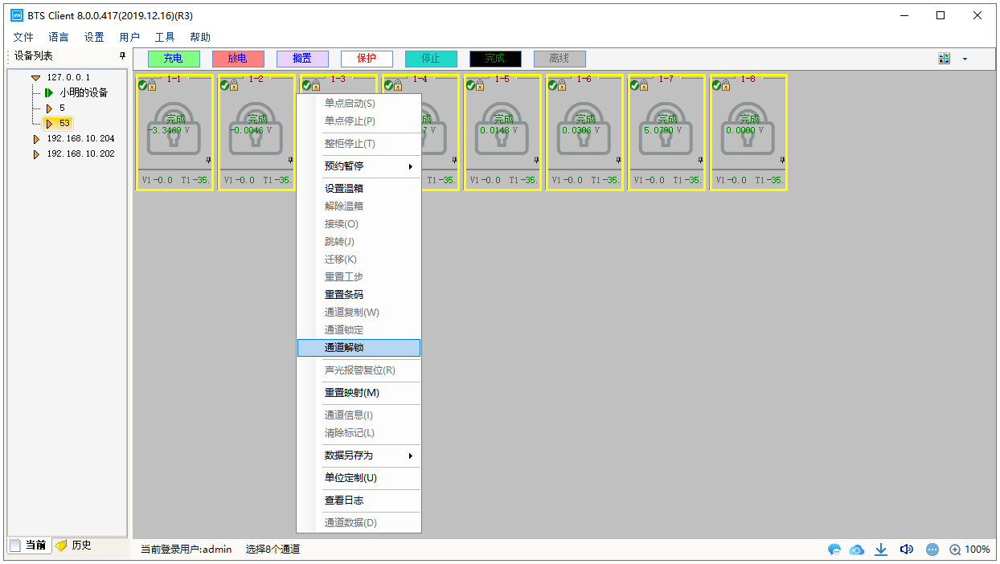 BTS Client 8.0.0.417(2019.12.16)(R3)
文件 语言 设置 用户 工具 帮助
设备列表
充电 放电 搁置 保护 停止 完成 离线
127.0.0.1
小明的设备
5
53
192.168.10.204
192.168.10.202
1-1 1-2 1-3 1-4 1-5 1-6 1-7 1-8
完成 完成 成 完成 完成 完成 完成
-3.3469 V -0.0046 V 7 V 0.0148 V 0.0306 V 5.0790 V 0.0000 V
V1-0.0 T1-35. V1-0.0 T1-35. T1-35. V1-0.0 T1-35. V1-0.0 T1-35. V1-0.0 T1-35. V1-0.0 T1-35.
单点启动(S)
单点停止(P)
整柜停止(T)
预约暂停
设置温箱
解除温箱
接续(O)
跳转(J)
迁移(K)
重置工步
重置条码
通道复制(W)
通道锁定
通道解锁
声光报警复位(R)
重置映射(M)
通道信息(I)
清除标记(L)
数据另存为
单位定制(U)
查看日志
通道数据(D)
当前 历史
当前登录用户:admin 选择8个通道
100%